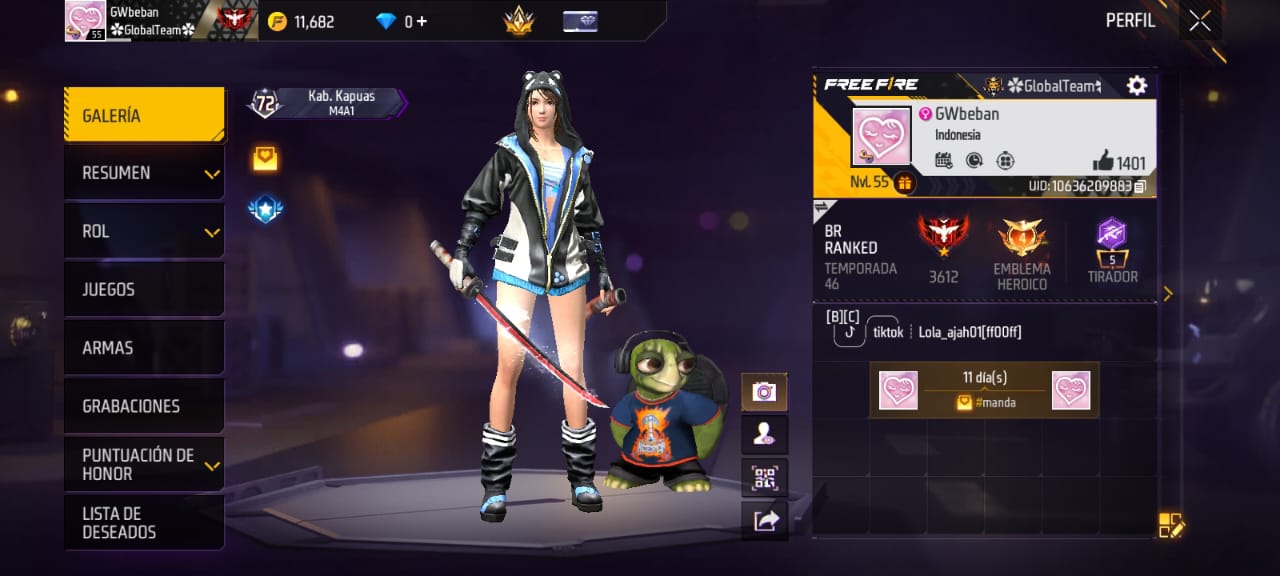 GWbeban
55
✤GlobalTeam✤
11,682
0 +
PERFIL
GALERÍA
RESUMEN
ROL
JUEGOS
ARMAS
GRABACIONES
PUNTUACIÓN DE
HONOR
LISTA DE
DESEADOS
72
Kab. Kapuas
M4A1
FREE FIRE
✤GlobalTeam✤
GWbeban
Indonesia
1401
Nvl. 55
UID:10636209883
BR
RANKED
TEMPORADA
46
3612
4
EMBLEMA
HEROICO
5
TIRADOR
[B][C]
tiktok
Lola_ajah01[ff00ff]
11 día(s)
#manda